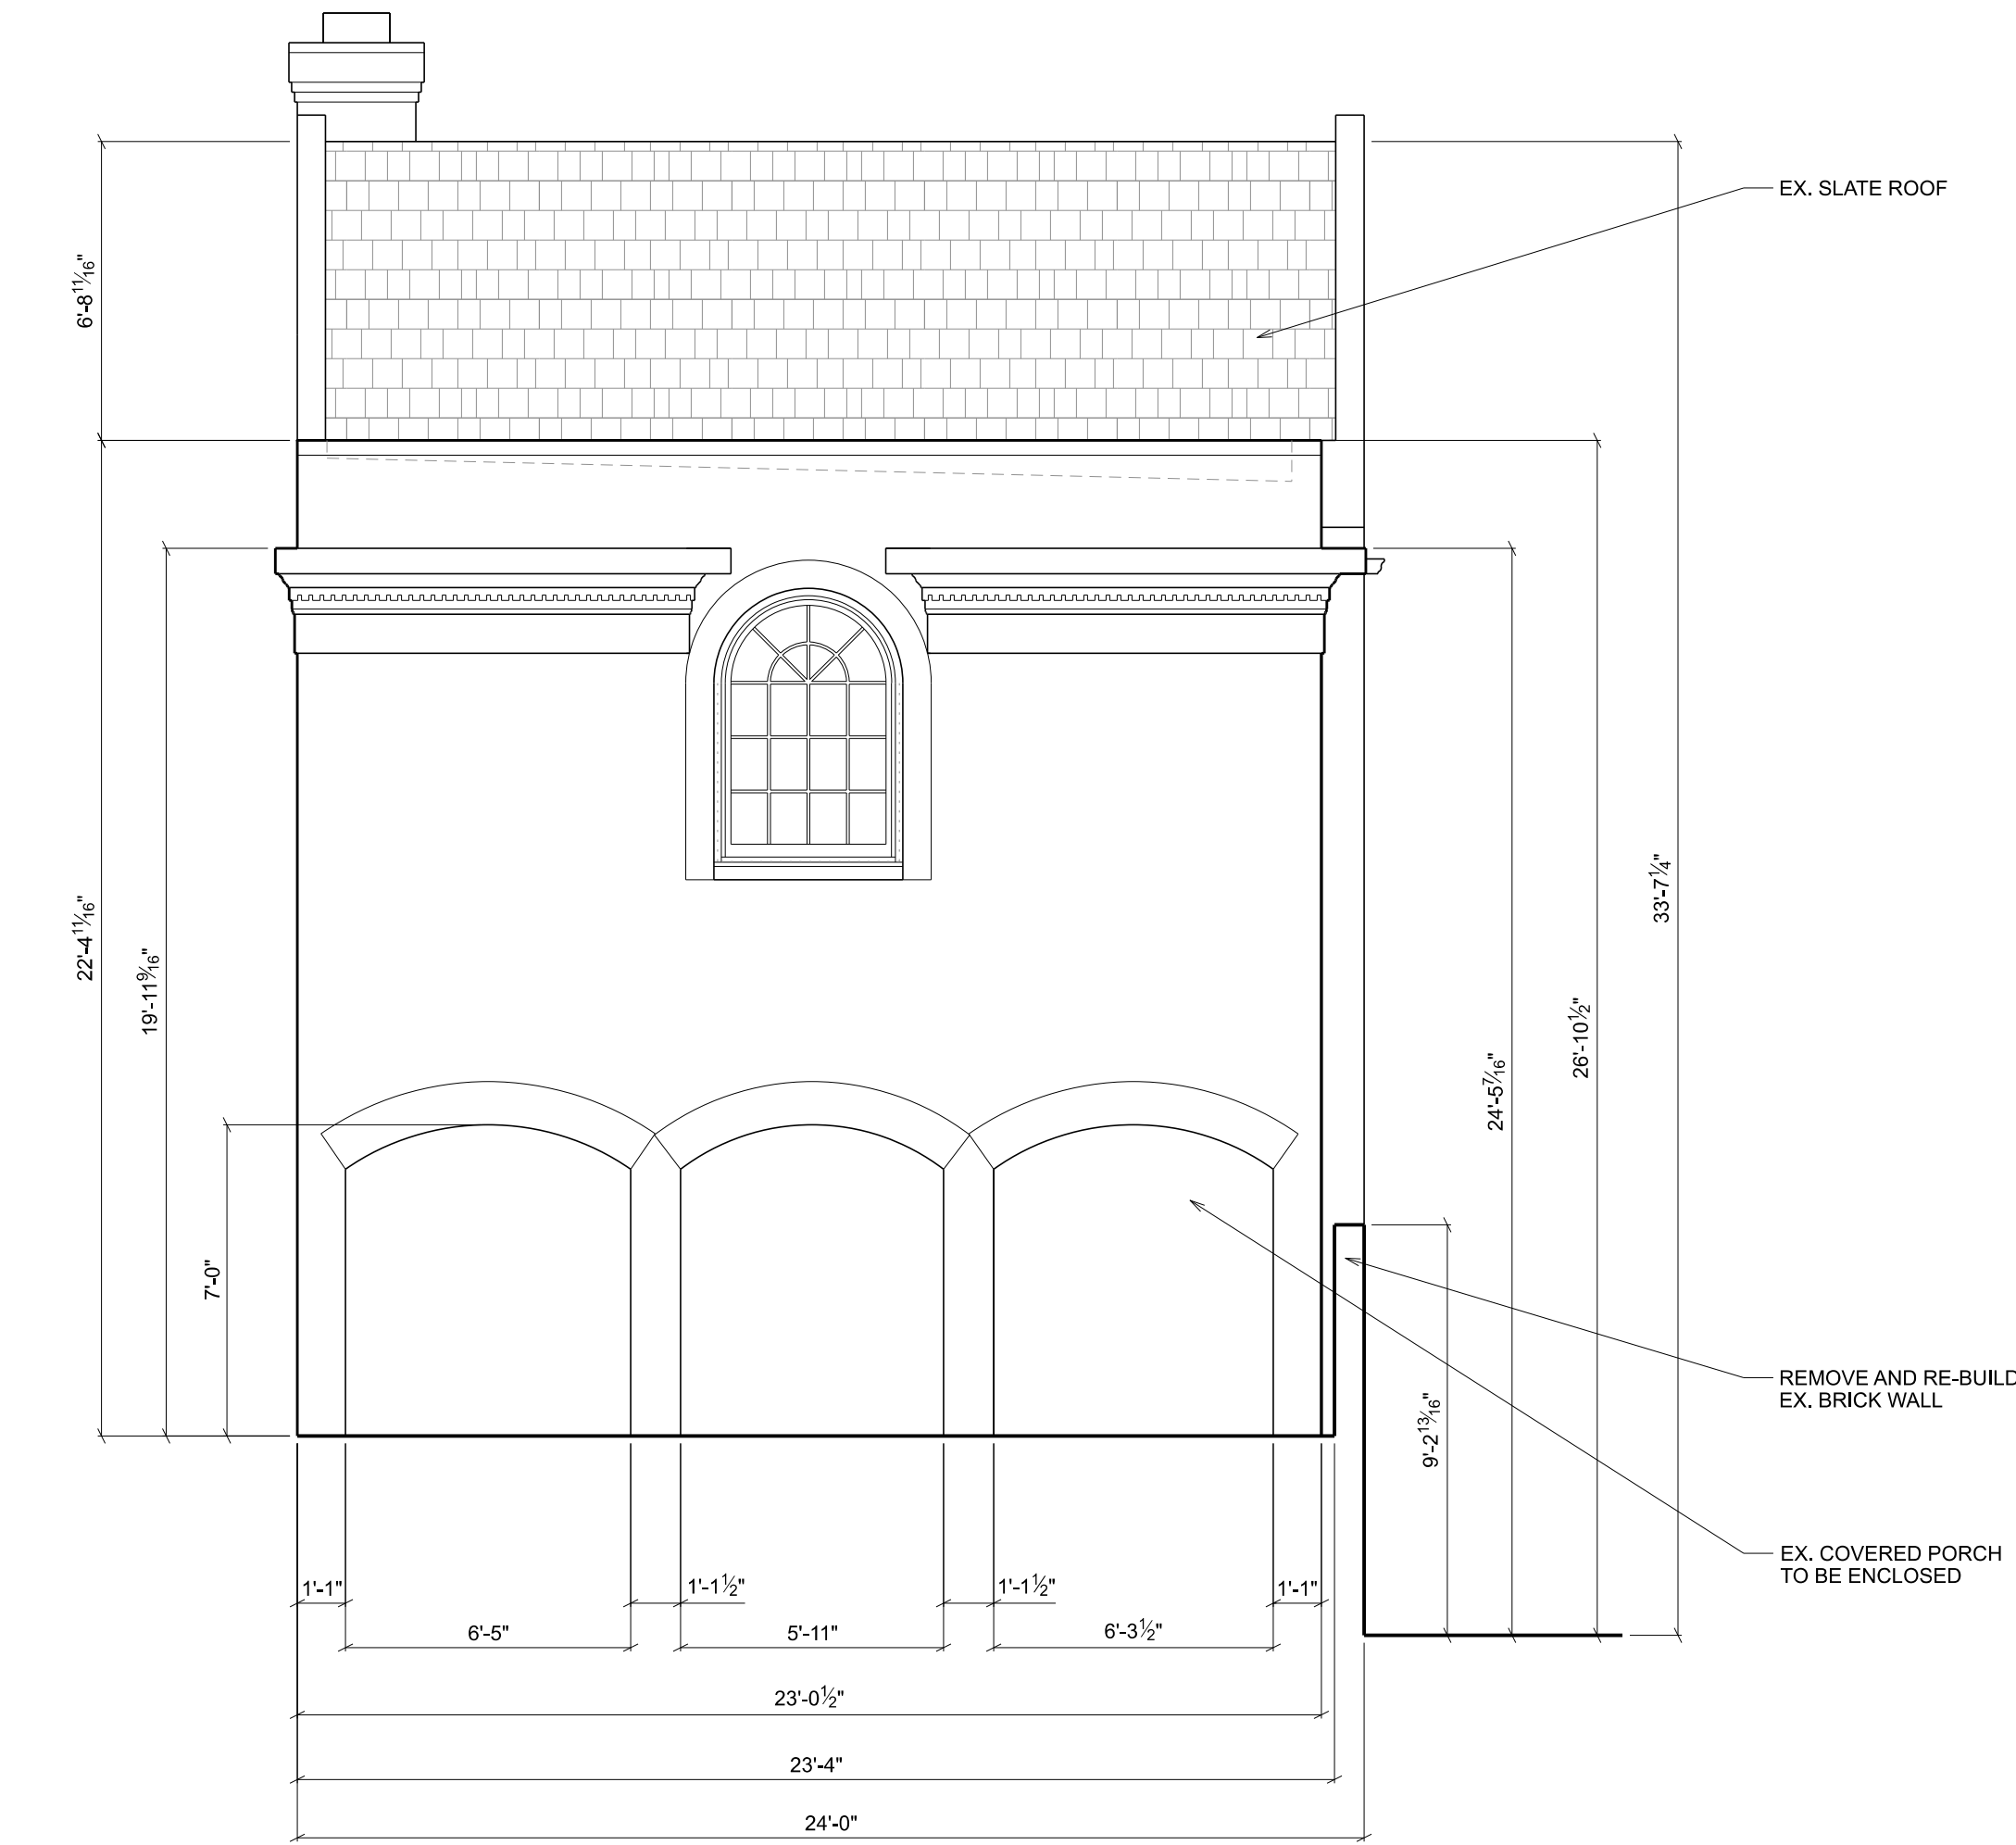 EX. SLATE ROOF
6'-8 11/16"
33'-7 1/4"
22'-4 11/16"
19'-11 9/16"
26'-10 1/2"
24'-5 7/16"
7'-0"
REMOVE AND RE-BUILD
EX. BRICK WALL
9'-2 13/16"
EX. COVERED PORCH
TO BE ENCLOSED
1'-1" 1'-1 1/2" 1'-1 1/2" 1'-1"
6'-5" 5'-11" 6'-3 1/2"
23'-0 1/2"
23'-4"
24'-0"